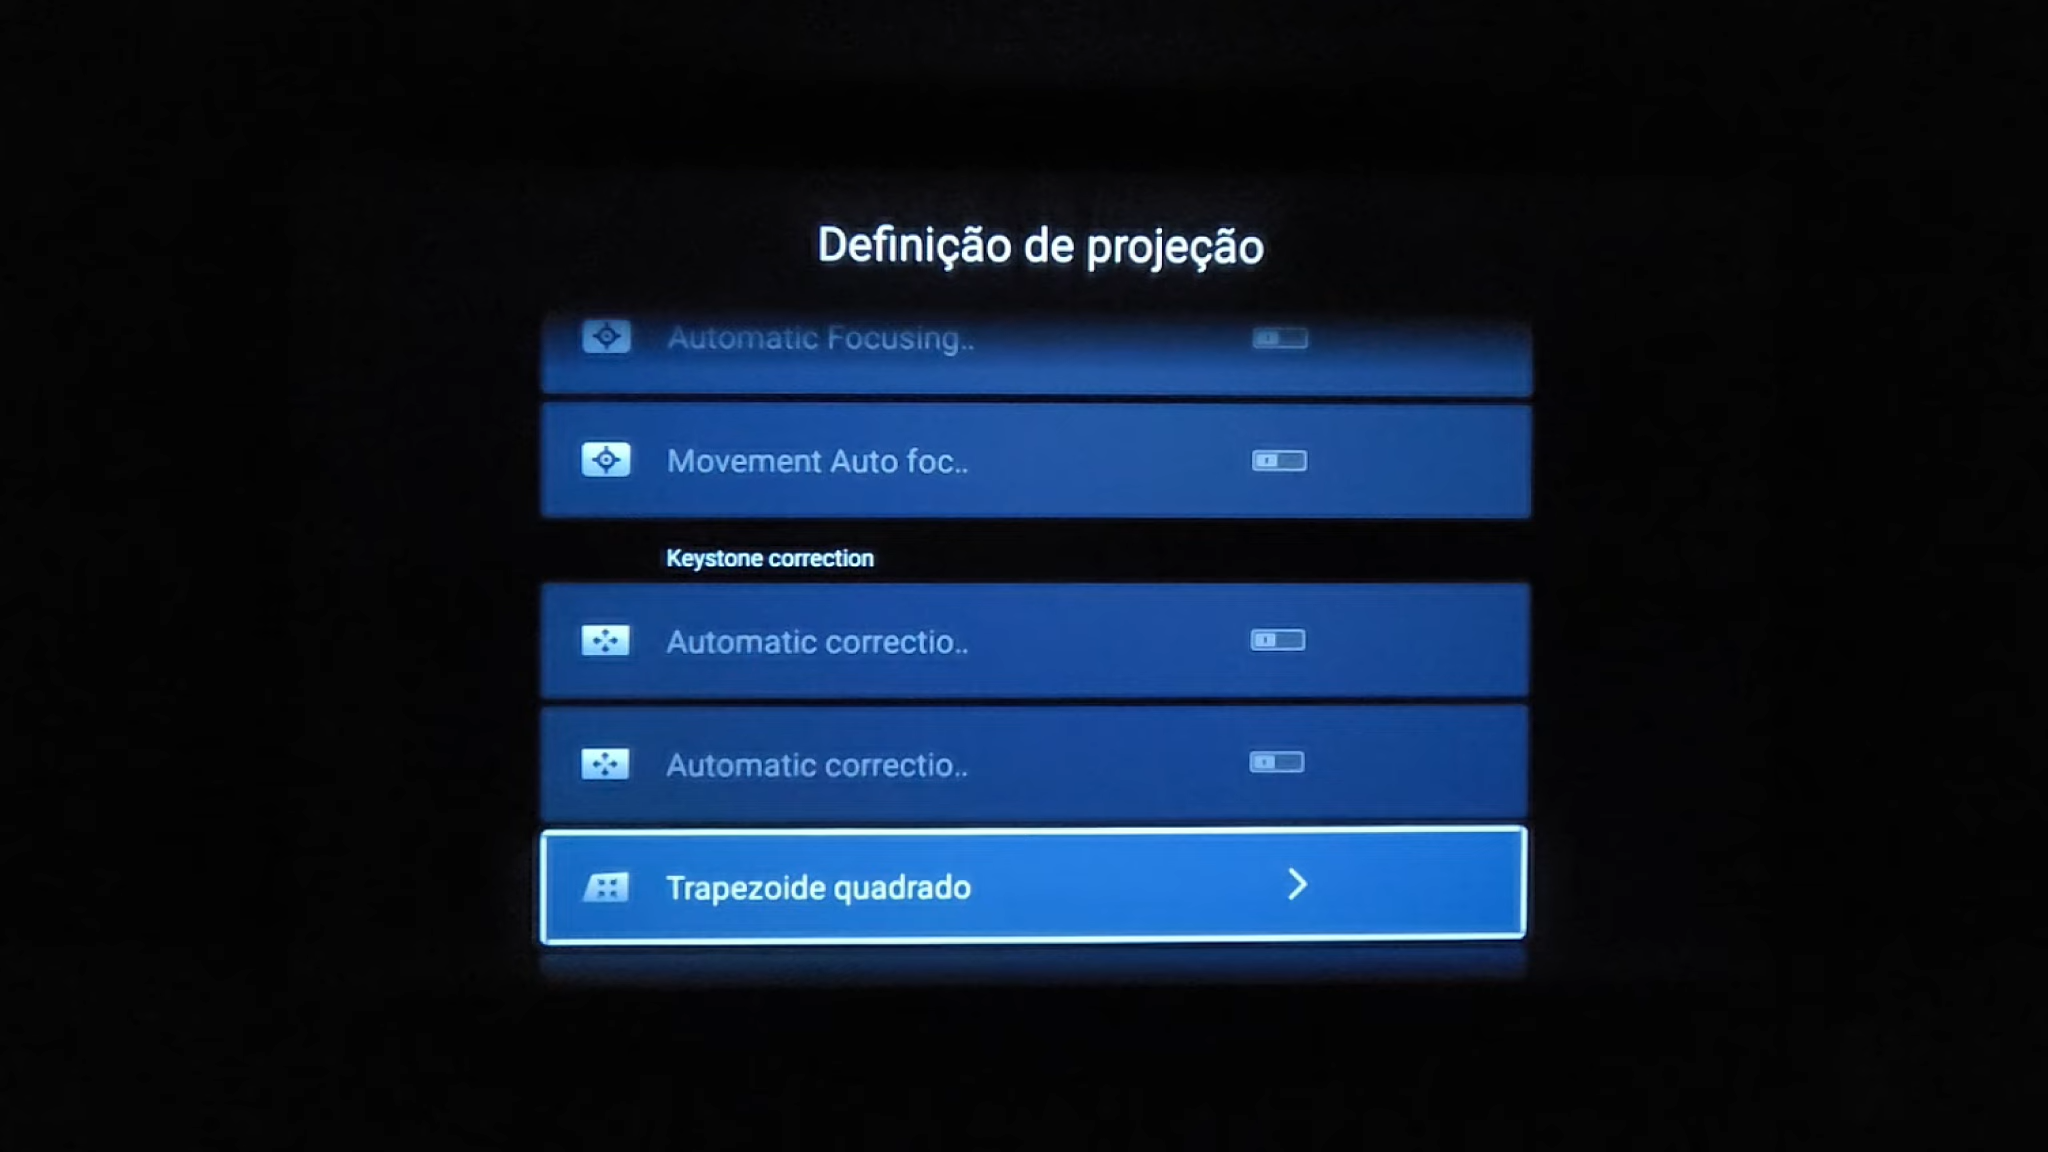 Definição de projeção
Automatic Focusing..
Movement Auto foc..
Keystone correction
Automatic correctio..
Automatic correctio..
Trapezoide quadrado